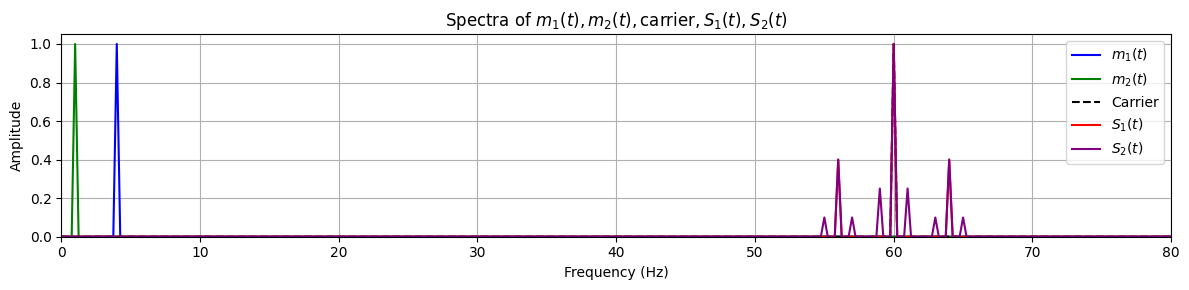 Spectra of m₁(t), m₂(t), carrier, S₁(t), S₂(t)
Amplitude
1.0
0.8
0.6
0.4
0.2
0.0
0 10 20 30 40 50 60 70 80
Frequency (Hz)
m₁(t)
m₂(t)
Carrier
S₁(t)
S₂(t)